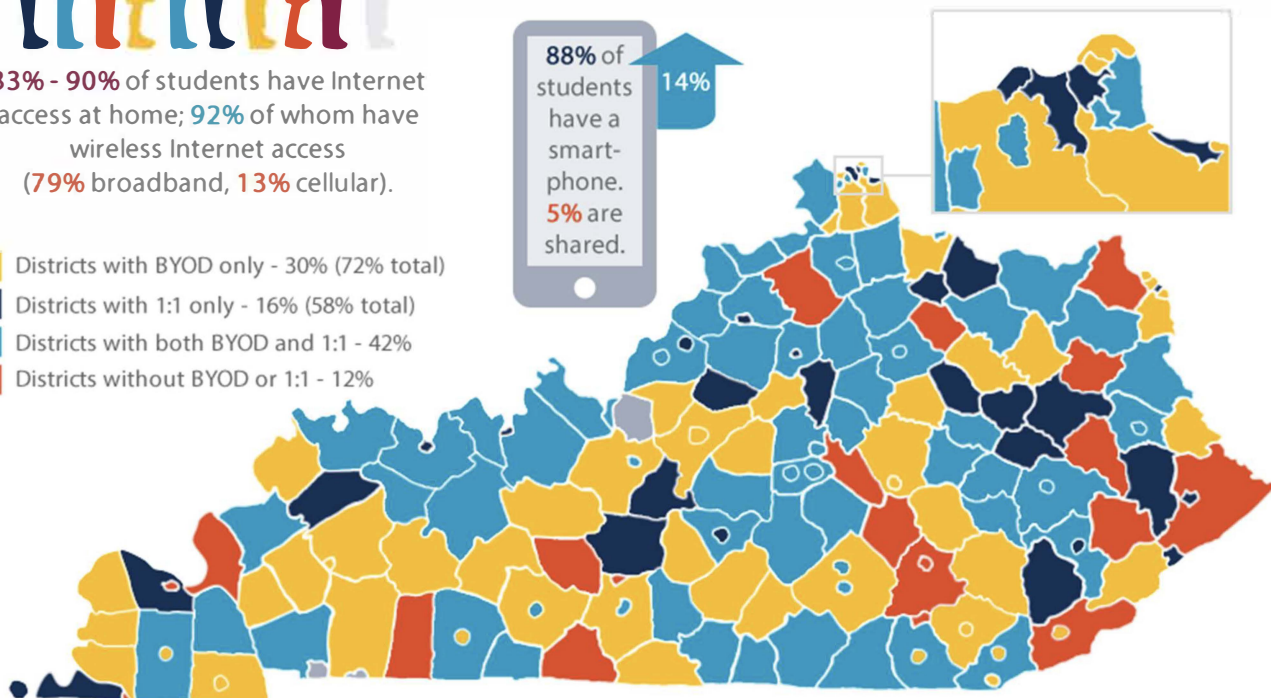 83% - 90% of students have Internet
access at home; 92% of whom have
wireless Internet access
(79% broadband, 13% cellular).
88% of
students
have a
smart-
phone.
5% are
shared.
14%
Districts with BYOD only - 30% (72% total)
Districts with 1:1 only - 16% (58% total)
Districts with both BYOD and 1:1 - 42%
Districts without BYOD or 1:1 - 12%